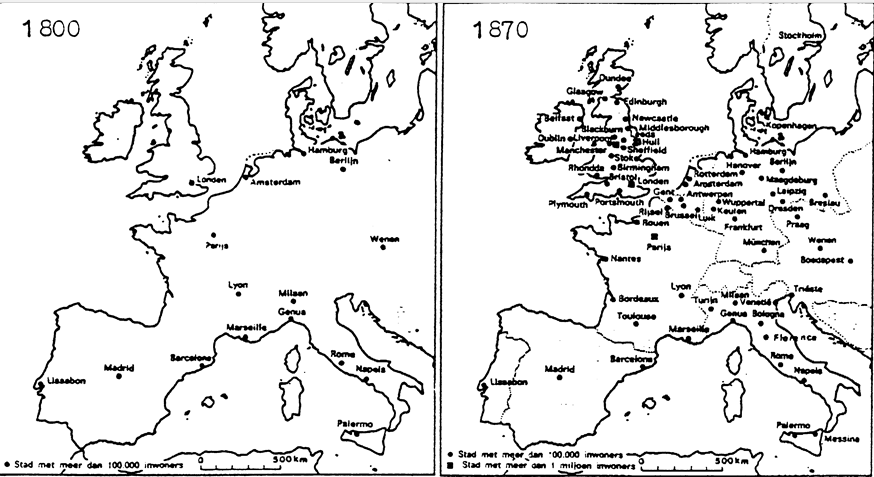 1800
Hamburg
Berlijn
Londen
Amsterdam
Parijs
Wenen
Lyon
Milaan
Genua
Marseille
Barcelona
Rome
Madrid
Napels
Lissabon
Palermo
0 500km
Stad met meer dan 100.000 inwoners
1870
Stockholm
Dundee
Glasgow
Edinburgh
Belfast
Newcastle
Kopenhagen
Blackburn
Middlesborough
Dublin
Liverpool
Leeds
Hull
Manchester
Sheffield
Hamburg
Stoke
Hanover
Berlijn
Rhondda
Birmingham
Rotterdam
Bristol
Londen
Amsterdam
Maagdeburg
Gent
Antwerpen
Leipzig
Plymouth
Portsmouth
Wuppertal
Breslau
Rijsel
Brussel
Luik
Keulen
Dresden
Rouen
Frankfurt
Praag
Parijs
München
Wenen
Nantes
Boedapest
Lyon
Milaan
Triëste
Bordeaux
Turijn
Venetië
Toulouse
Genua
Bologna
Marseille
Florence
Barcelona
Rome
Madrid
Napels
Lissabon
Palermo
Messina
Stad met meer dan 100.000 inwoners
Stad met meer dan 1 miljoen inwoners
0 500km